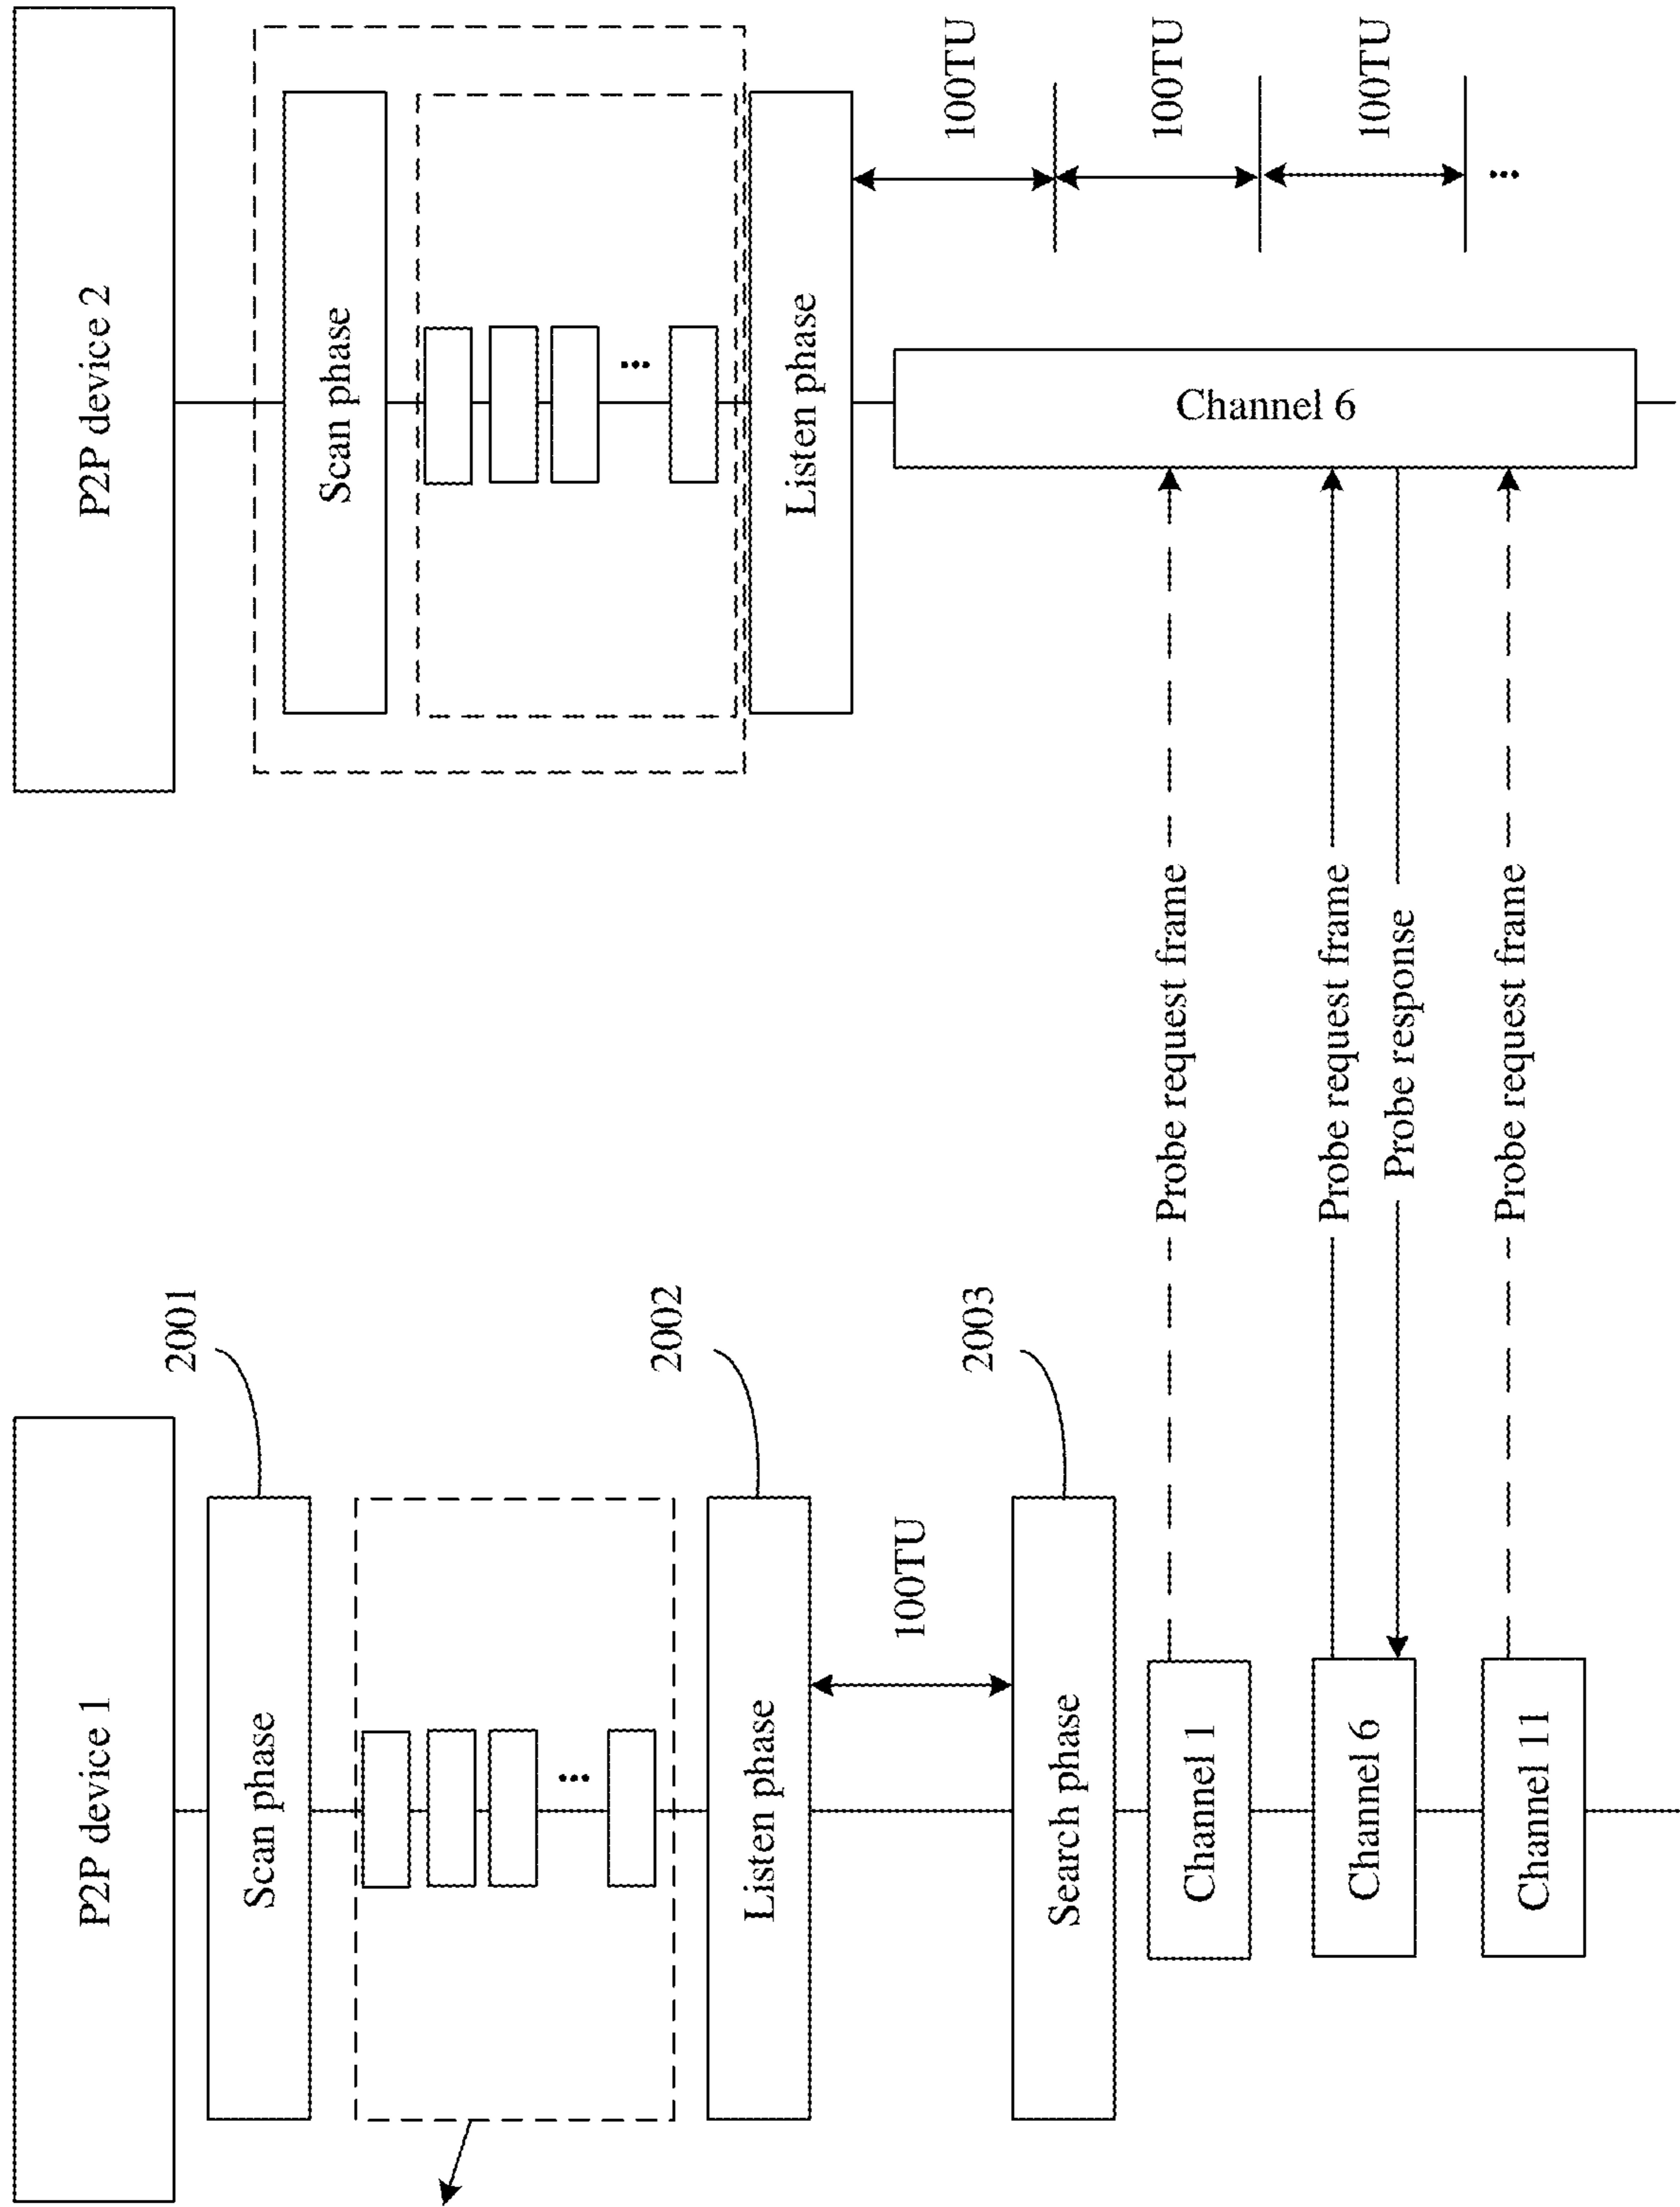 P2P device 1
P2P device 2
2001
Scan phase
Scan phase
...
...
2002
Listen phase
Listen phase
100TU
100TU
2003
Search phase
100TU
Channel 1
Probe request frame
Channel 6
Channel 6
Probe request frame
100TU
Probe response
Channel 11
Probe request frame
...